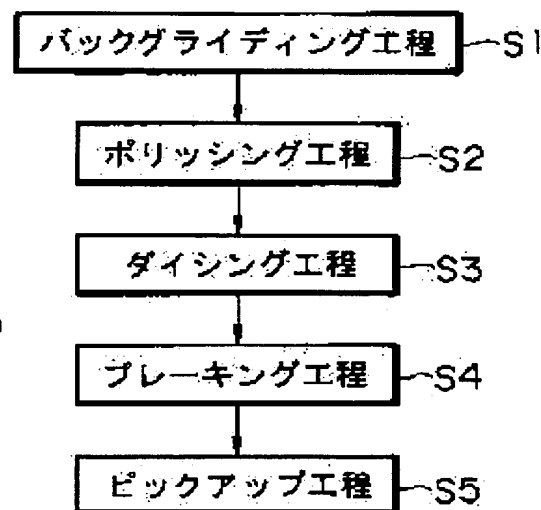 バックグライディング工程 S1
ポリッシング工程 S2
ダイシング工程 S3
ブレーキング工程 S4
ピックアップ工程 S5